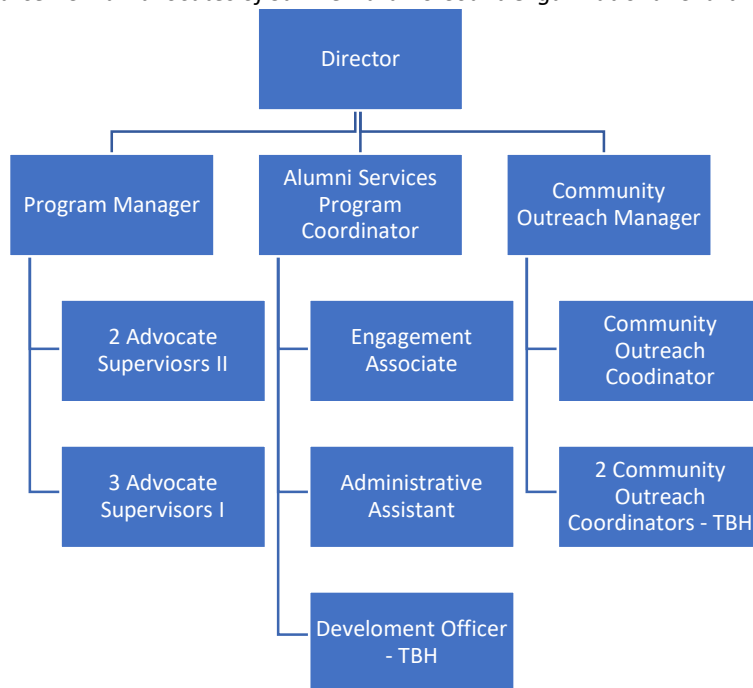 Director
Program Manager
Alumni Services
Program
Coordinator
Community
Outreach Manager
2 Advocate
Superviosrs II
Engagement
Associate
Community
Outreach
Coodinator
3 Advocate
Supervisors I
Administrative
Assistant
2 Community
Outreach
Coordinators - TBH
Develoment Officer
- TBH